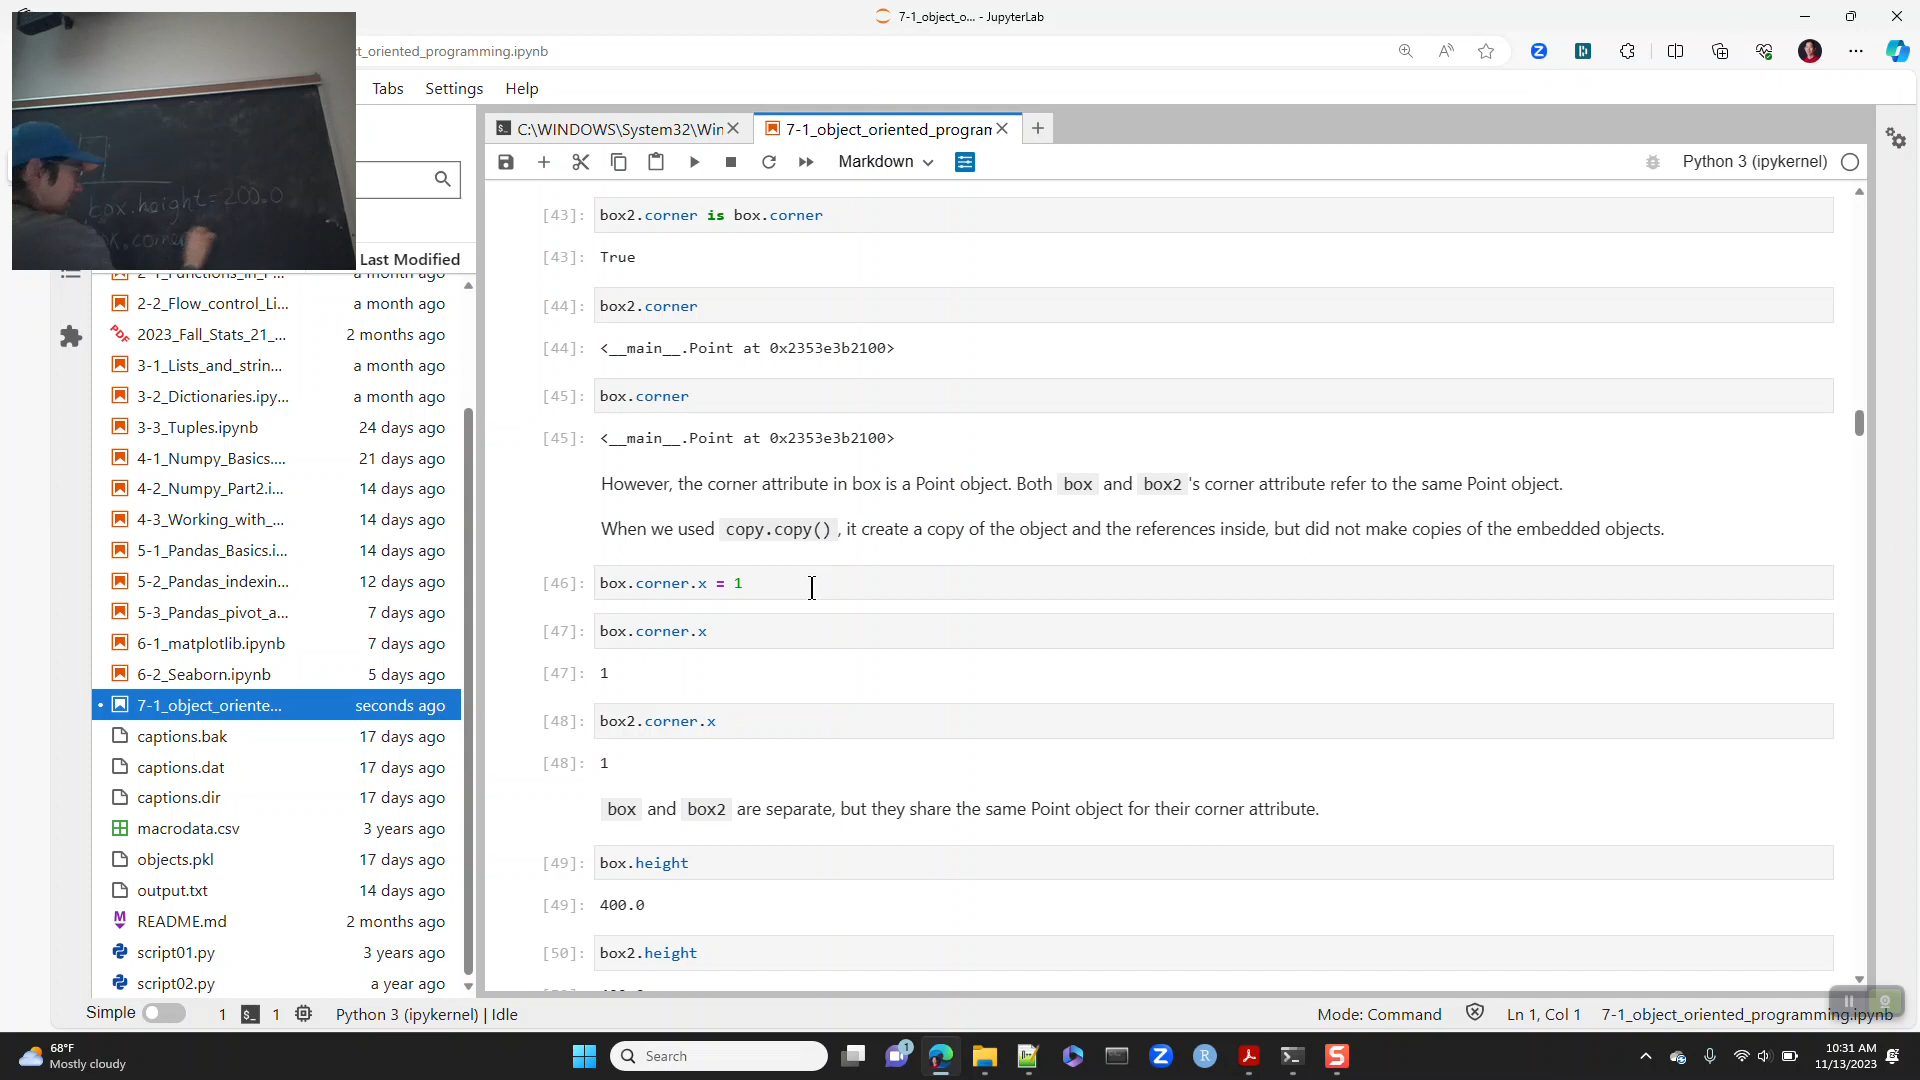 7-1_object_o... - JupyterLab
t_oriented_programming.ipynb
Tabs Settings Help
box.height=200.0
C:\WINDOWS\System32\Win
7-1_object_oriented_program
Markdown
Python 3 (ipykernel)
Last Modified
2-1_Functions_in_P... a month ago
2-2_Flow_control_Li... a month ago
2023_Fall_Stats_21_... 2 months ago
3-1_Lists_and_strin... a month ago
3-2_Dictionaries.ipy... a month ago
3-3_Tuples.ipynb 24 days ago
4-1_Numpy_Basics.... 21 days ago
4-2_Numpy_Part2.i... 14 days ago
4-3_Working_with_... 14 days ago
5-1_Pandas_Basics.i... 14 days ago
5-2_Pandas_indexin... 12 days ago
5-3_Pandas_pivot_a... 7 days ago
6-1_matplotlib.ipynb 7 days ago
6-2_Seaborn.ipynb 5 days ago
7-1_object_oriente... seconds ago
captions.bak 17 days ago
captions.dat 17 days ago
captions.dir 17 days ago
macrodata.csv 3 years ago
objects.pkl 17 days ago
output.txt 14 days ago
README.md 2 months ago
script01.py 3 years ago
script02.py a year ago
[43]: box2.corner is box.corner
[43]: True
[44]: box2.corner
[44]: <__main__.Point at 0x2353e3b2100>
[45]: box.corner
[45]: <__main__.Point at 0x2353e3b2100>
However, the corner attribute in box is a Point object. Both box and box2 's corner attribute refer to the same Point object.
When we used copy.copy() , it create a copy of the object and the references inside, but did not make copies of the embedded objects.
[46]: box.corner.x = 1
[47]: box.corner.x
[47]: 1
[48]: box2.corner.x
[48]: 1
box and box2 are separate, but they share the same Point object for their corner attribute.
[49]: box.height
[49]: 400.0
[50]: box2.height
Simple 1 1 Python 3 (ipykernel) | Idle
Mode: Command Ln 1, Col 1 7-1_object_oriented_programming.ipynb
68°F
Mostly cloudy
Search
10:31 AM
11/13/2023